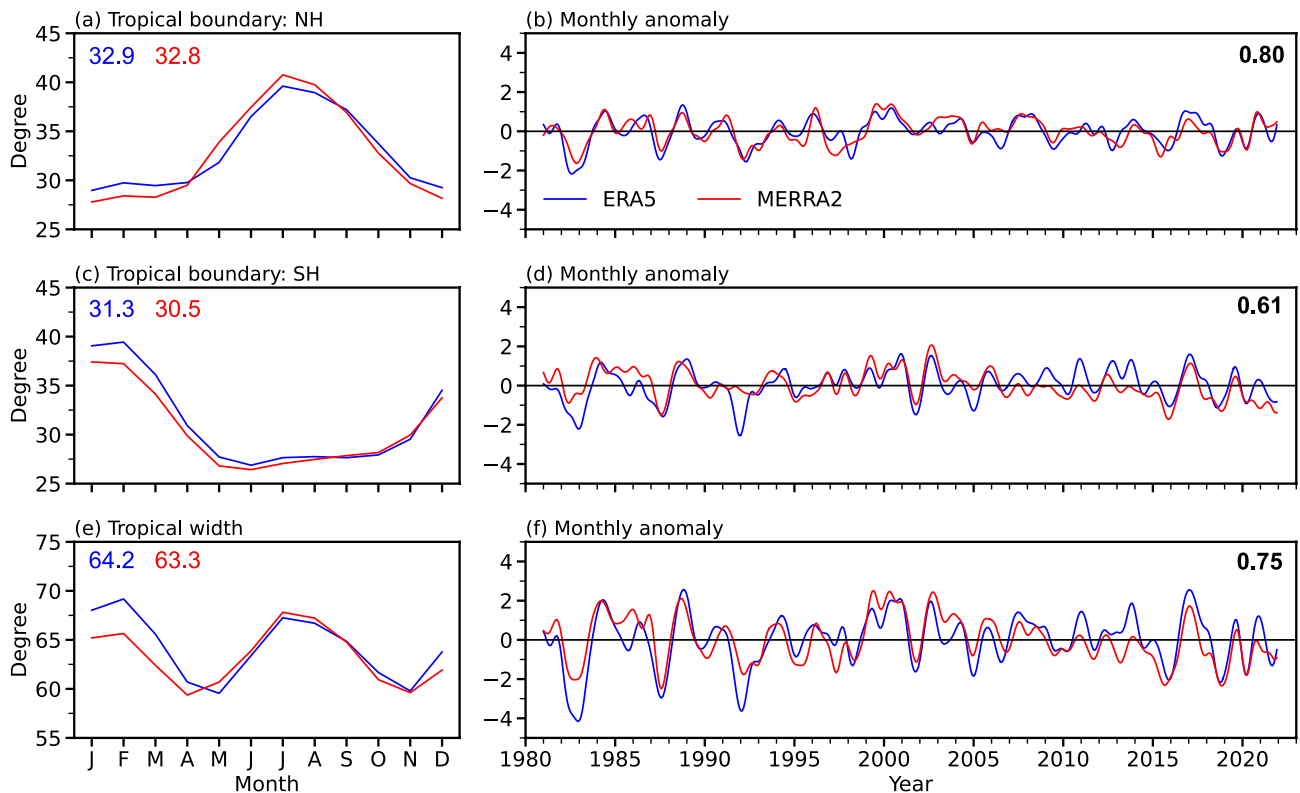 (a) Tropical boundary: NH
32.9 32.8
45
40
35
30
25
Degree
J F M A M J J A S O N D
(b) Monthly anomaly
0.80
4
2
0
−2
−4
ERA5
MERRA2
(c) Tropical boundary: SH
31.3 30.5
45
40
35
30
25
Degree
(d) Monthly anomaly
0.61
4
2
0
−2
−4
(e) Tropical width
64.2 63.3
75
70
65
60
55
Degree
J F M A M J J A S O N D
Month
(f) Monthly anomaly
0.75
4
2
0
−2
−4
1980 1985 1990 1995 2000 2005 2010 2015 2020
Year